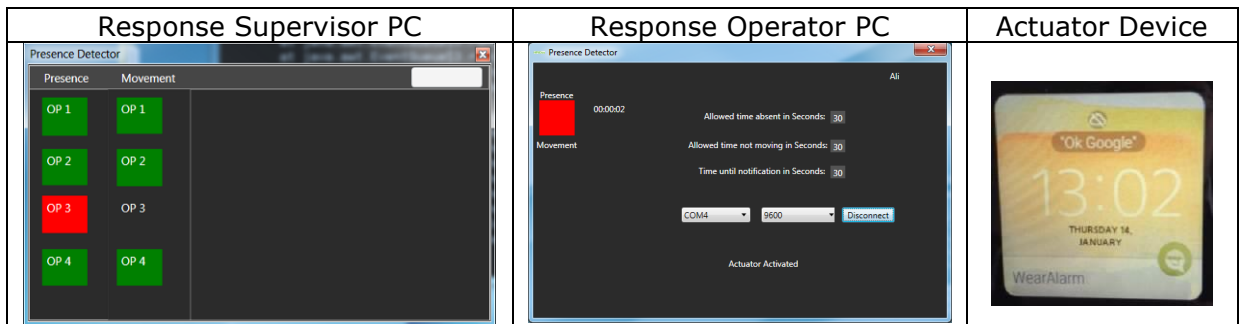 Response Supervisor PC
Response Operator PC
Actuator Device
Presence Detector
Presence Movement
OP 1 OP 1
OP 2 OP 2
OP 3 OP 3
OP 4 OP 4
Presence Detector
Ali
Presence
00:00:02
Allowed time absent in Seconds: 30
Movement
Allowed time not moving in Seconds: 30
Time until notification in Seconds: 30
COM4 9600 Disconnect
Actuator Activated
"Ok Google"
13:02
THURSDAY 14,
JANUARY
WearAlarm